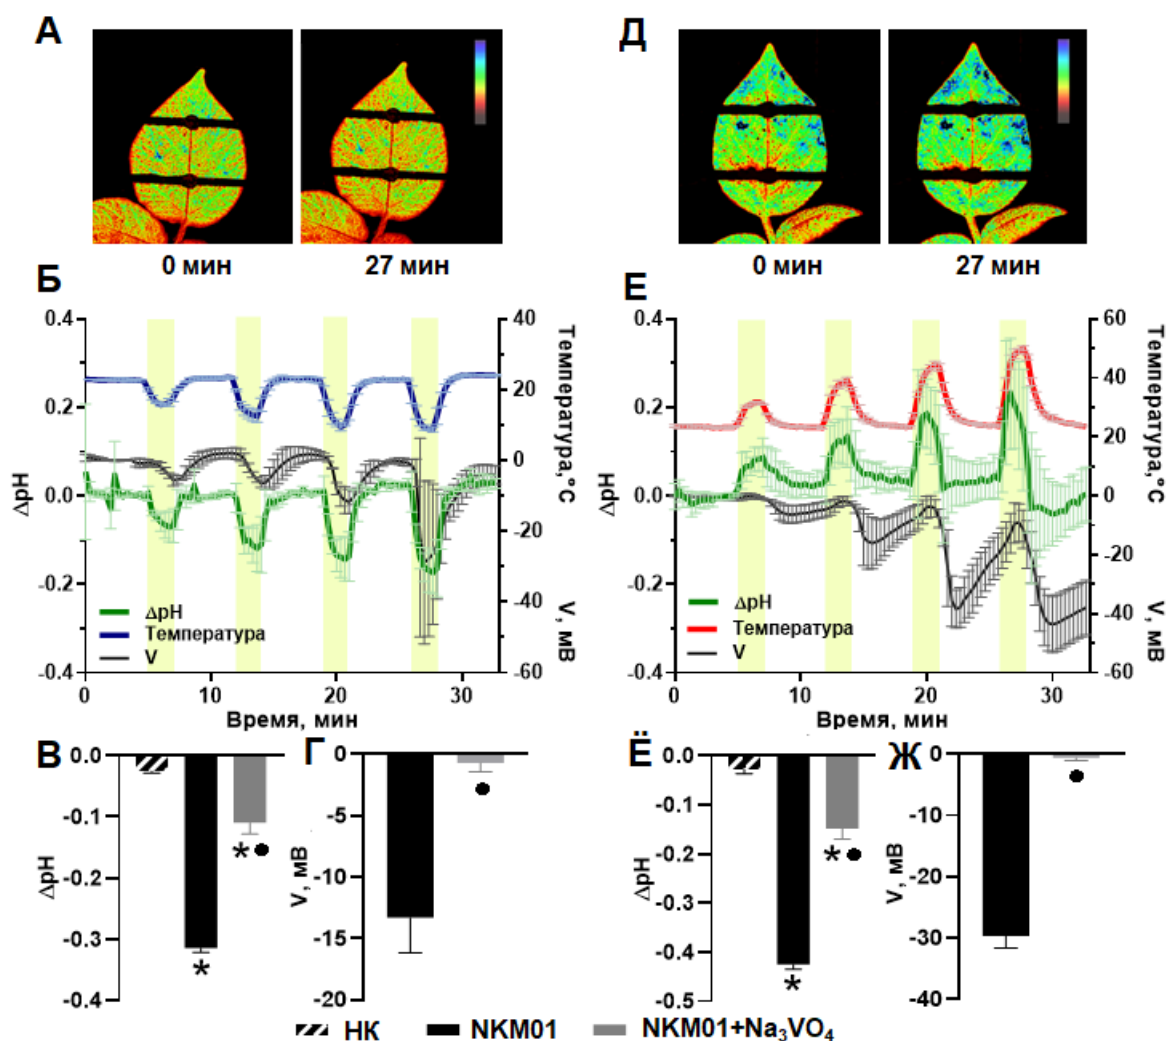 А
Д
0 мин 27 мин
0 мин 27 мин
Б
Е
0.4
0.2
0.0
-0.2
-0.4
ΔpH
40
20
0
-20
-40
-60
Температура,°C
V, мВ
ΔpH
Температура
V
0 10 20 30
Время, мин
0.4
0.2
0.0
-0.2
-0.4
ΔpH
60
40
20
0
-20
-40
-60
Температура,°C
V, мВ
ΔpH
Температура
V
0 10 20 30
Время, мин
В
0.0
-0.1
-0.2
-0.3
-0.4
ΔpH
*
*●
Г
0
-5
-10
-15
-20
V, мВ
●
Ё
0.0
-0.1
-0.2
-0.3
-0.4
-0.5
ΔpH
*
*●
Ж
0
-10
-20
-30
-40
V, мВ
●
НК NKM01 NKM01+Na₃VO₄